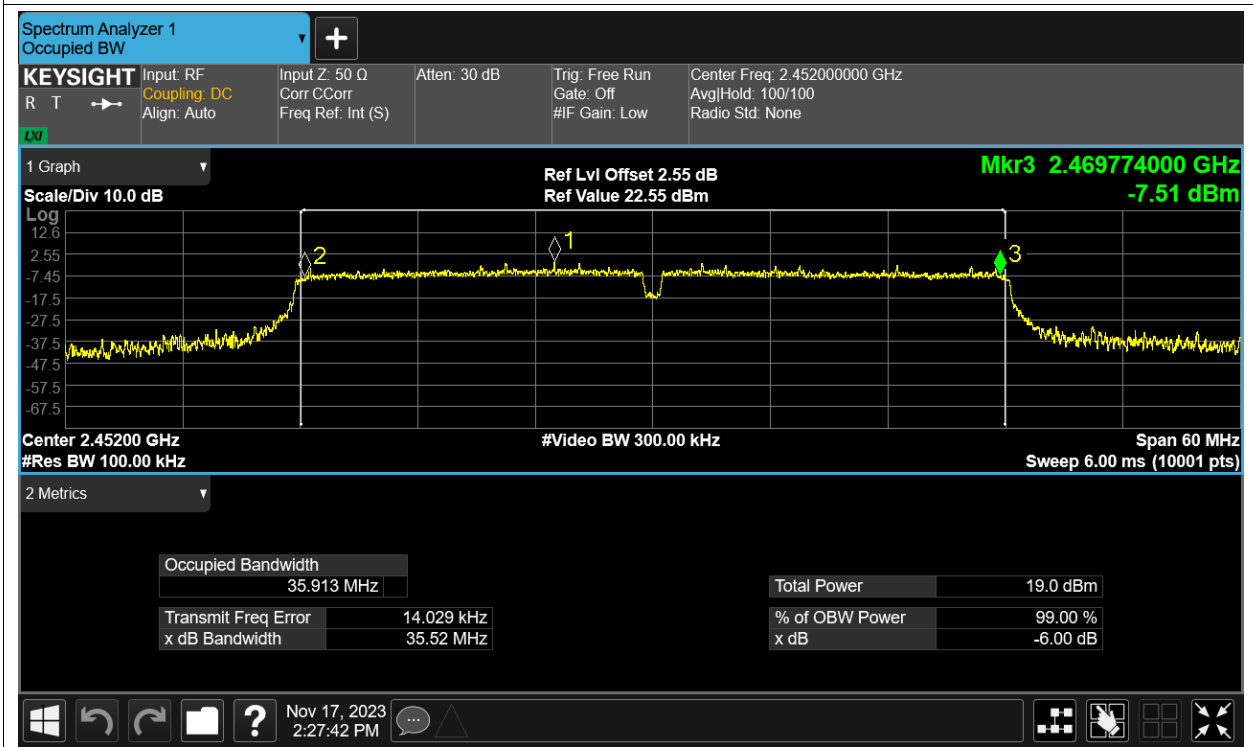 Spectrum Analyzer 1
Occupied BW
KEYSIGHT
R T
LXI
Input: RF
Coupling: DC
Align: Auto
Input Z: 50 Ω
Corr CCorr
Freq Ref: Int (S)
Atten: 30 dB
Trig: Free Run
Gate: Off
#IF Gain: Low
Center Freq: 2.452000000 GHz
Avg|Hold: 100/100
Radio Std: None
1 Graph
Scale/Div 10.0 dB
Ref Lvl Offset 2.55 dB
Ref Value 22.55 dBm
Mkr3 2.469774000 GHz
-7.51 dBm
Log
12.6
2.55
-7.45
-17.5
-27.5
-37.5
-47.5
-57.5
-67.5
2
1
3
Center 2.45200 GHz
#Res BW 100.00 kHz
#Video BW 300.00 kHz
Span 60 MHz
Sweep 6.00 ms (10001 pts)
2 Metrics
Occupied Bandwidth
35.913 MHz
Transmit Freq Error 14.029 kHz
x dB Bandwidth 35.52 MHz
Total Power 19.0 dBm
% of OBW Power 99.00 %
x dB -6.00 dB
?
Nov 17, 2023
2:27:42 PM